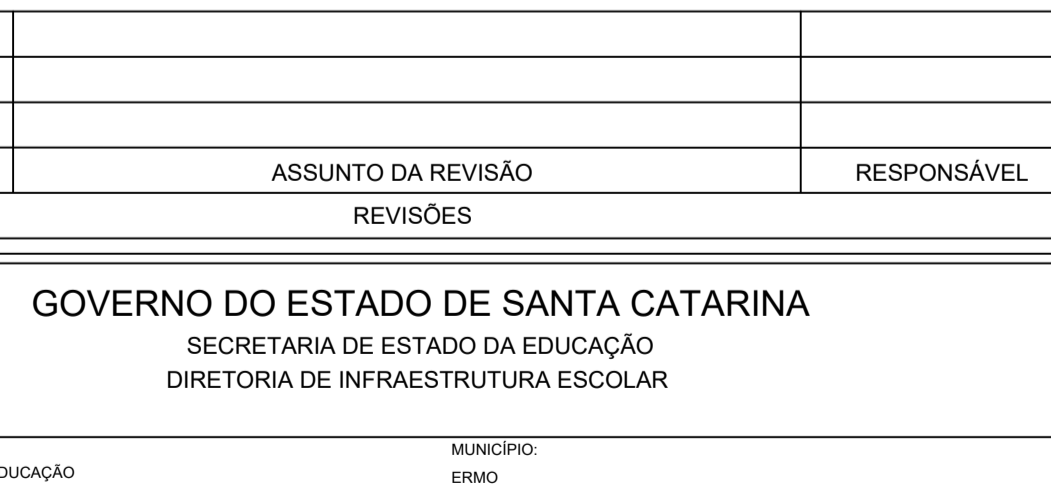 ASSUNTO DA REVISÃO RESPONSÁVEL
REVISÕES
GOVERNO DO ESTADO DE SANTA CATARINA
SECRETARIA DE ESTADO DA EDUCAÇÃO
DIRETORIA DE INFRAESTRUTURA ESCOLAR
MUNICÍPIO:
ERMO